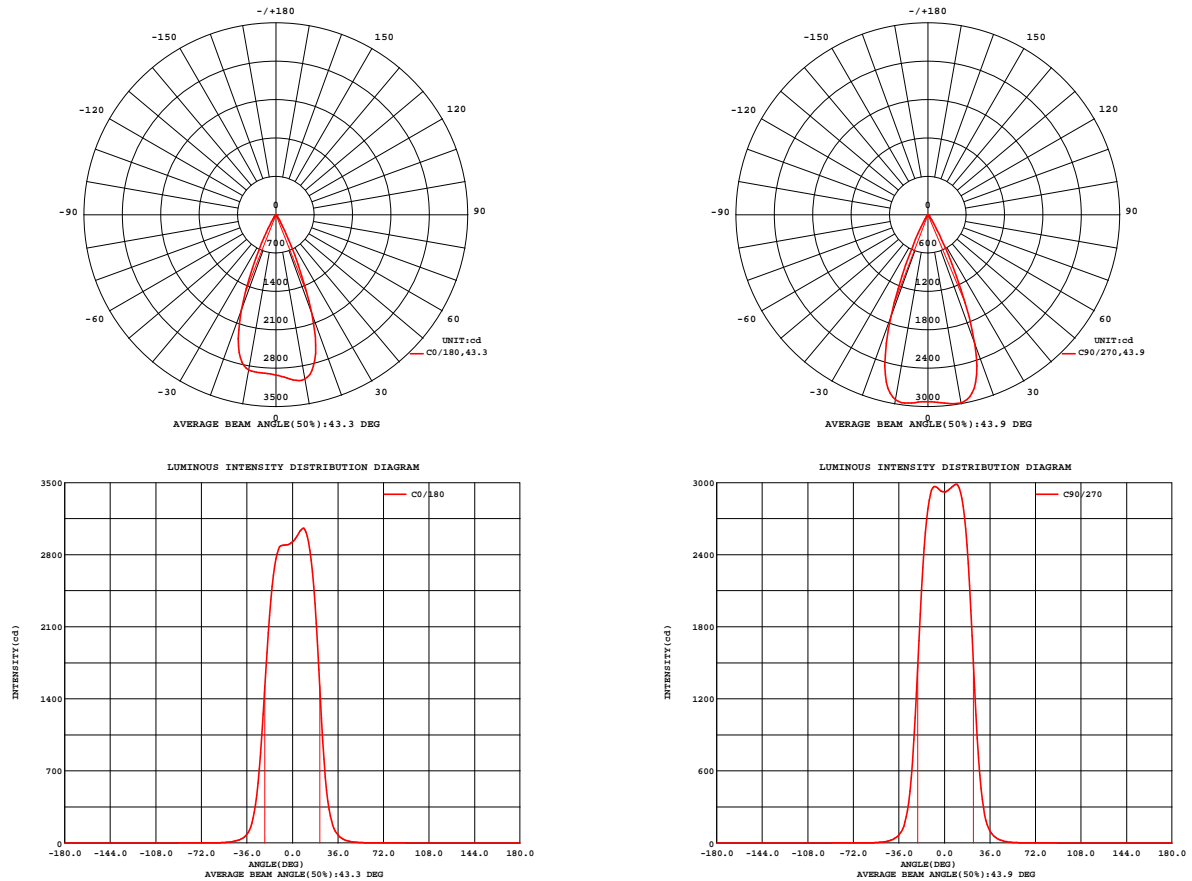 -/+180
-150
150
-120
120
-90
90
0
700
1400
2100
2800
3500
-60
60
-30
30
0
UNIT:cd
C0/180,43.3
AVERAGE BEAM ANGLE(50%):43.3 DEG
-/+180
-150
150
-120
120
-90
90
0
600
1200
1800
2400
3000
-60
60
-30
30
0
UNIT:cd
C90/270,43.9
AVERAGE BEAM ANGLE(50%):43.9 DEG
LUMINOUS INTENSITY DISTRIBUTION DIAGRAM
C0/180
3500
2800
2100
1400
700
0
INTENSITY(cd)
-180.0 -144.0 -108.0 -72.0 -36.0 0.0 36.0 72.0 108.0 144.0 180.0
ANGLE(DEG)
AVERAGE BEAM ANGLE(50%):43.3 DEG
LUMINOUS INTENSITY DISTRIBUTION DIAGRAM
C90/270
3000
2400
1800
1200
600
0
INTENSITY(cd)
-180.0 -144.0 -108.0 -72.0 -36.0 0.0 36.0 72.0 108.0 144.0 180.0
ANGLE(DEG)
AVERAGE BEAM ANGLE(50%):43.9 DEG